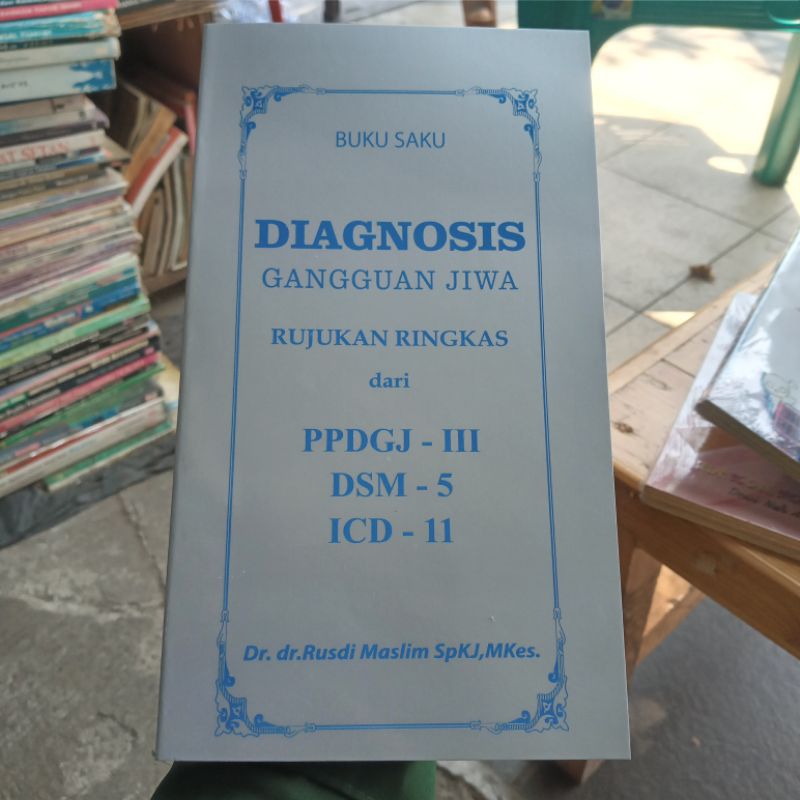 BUKU SAKU
DIAGNOSIS
GANGGUAN JIWA
RUJUKAN RINGKAS
dari
PPDGJ - III
DSM - 5
ICD - 11
Dr. dr.Rusdi Maslim SpKJ,MKes.